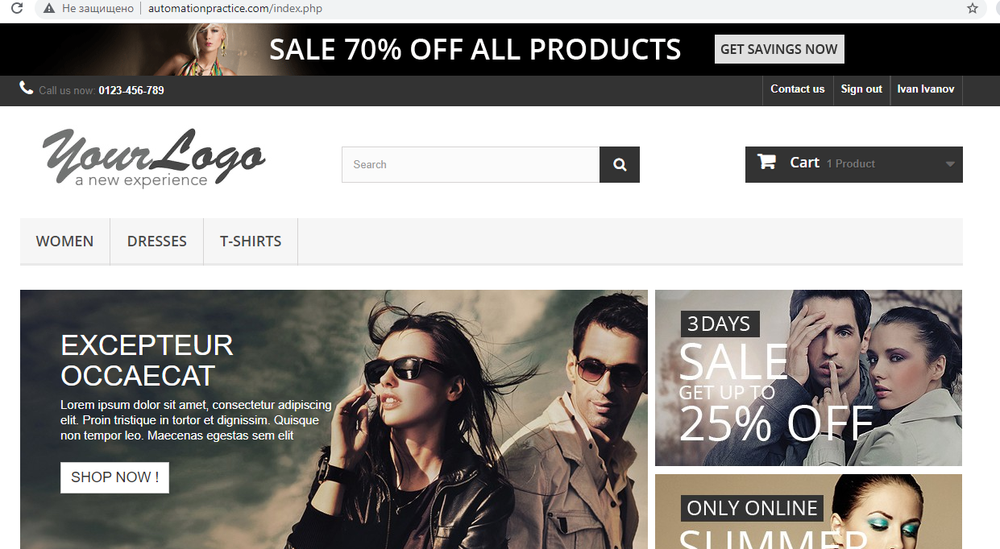 Не защищено
automationpractice.com/index.php
SALE 70% OFF ALL PRODUCTS
GET SAVINGS NOW
Call us now: 0123-456-789
Contact us
Sign out
Ivan Ivanov
YourLogo
a new experience
Search
Cart 1 Product
WOMEN
DRESSES
T-SHIRTS
EXCEPTEUR
OCCAECAT
Lorem ipsum dolor sit amet, consectetur adipiscing
elit. Proin tristique in tortor et dignissim. Quisque
non tempor leo. Maecenas egestas sem elit
SHOP NOW !
3 DAYS
SALE
GET UP TO
25% OFF
ONLY ONLINE
SUMMER